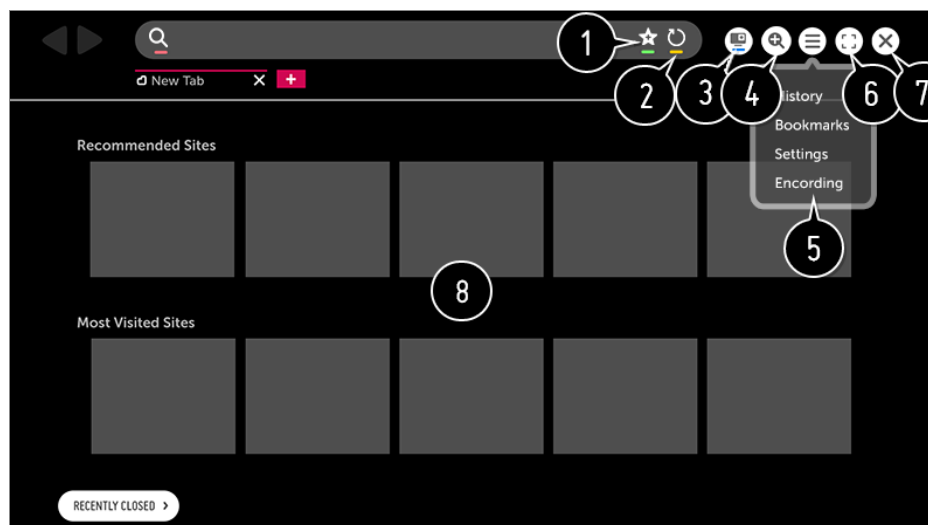 1
New Tab
2
3
4
6
7
History
Bookmarks
Settings
Encording
5
Recommended Sites
8
Most Visited Sites
RECENTLY CLOSED